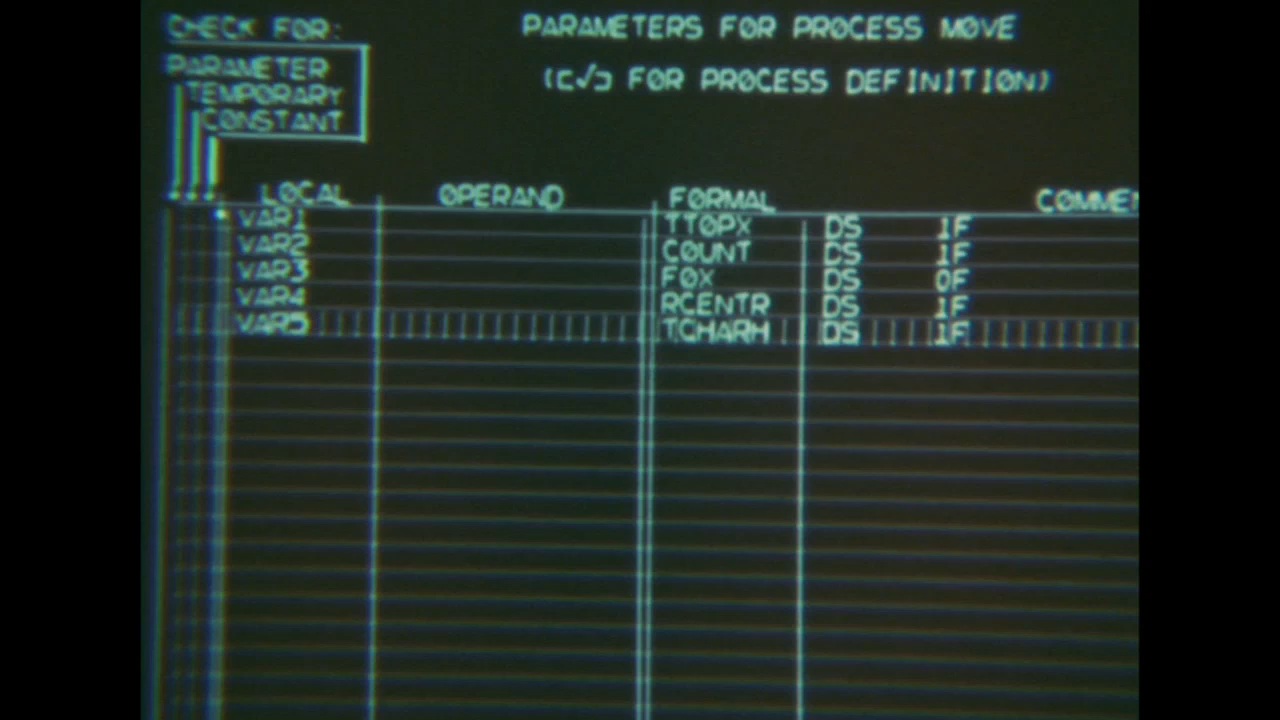 CHECK FOR:
PARAMETERS FOR PROCESS MOVE
PARAMETER
TEMPORARY
CONSTANT
(⊏√⊐ FOR PROCESS DEFINITION)
LOCAL OPERAND FORMAL COMMEN
VAR1 TTOPX DS 1F
VAR2 COUNT DS 1F
VAR3 FOX DS 0F
VAR4 RCENTR DS 1F
VAR5 TCHARH DS 1F